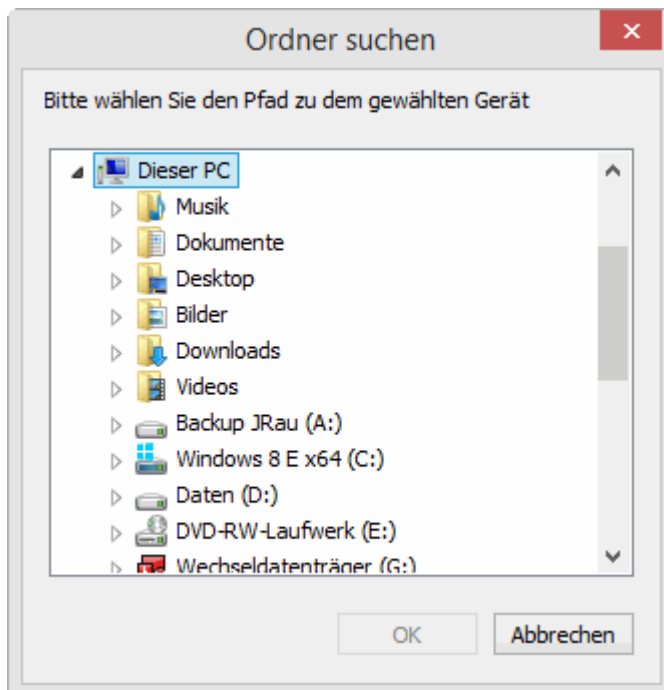 Ordner suchen
Bitte wählen Sie den Pfad zu dem gewählten Gerät
Dieser PC
Musik
Dokumente
Desktop
Bilder
Downloads
Videos
Backup JRau (A:)
Windows 8 E x64 (C:)
Daten (D:)
DVD-RW-Laufwerk (E:)
Wechseldatenträger (G:)
OK
Abbrechen